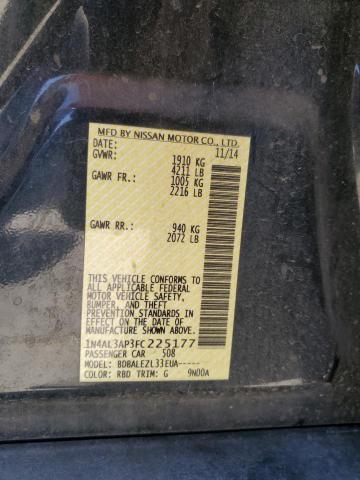 MFD BY NISSAN MOTOR CO., LTD.
DATE: 11/14
GVWR: 1910 KG
4211 LB
GAWR FR.: 1005 KG
2216 LB
GAWR RR.: 940 KG
2072 LB
THIS VEHICLE CONFORMS TO
ALL APPLICABLE FEDERAL
MOTOR VEHICLE SAFETY,
BUMPER, AND THEFT
PREVENTION STANDARDS
IN EFFECT ON THE DATE OF
MANUFACTURE SHOWN ABOVE.
1N4AL3AP3FC225177
PASSENGER CAR 508
MODEL: BDBALEZL33EUA------
COLOR: RBD TRIM: G 9N00A